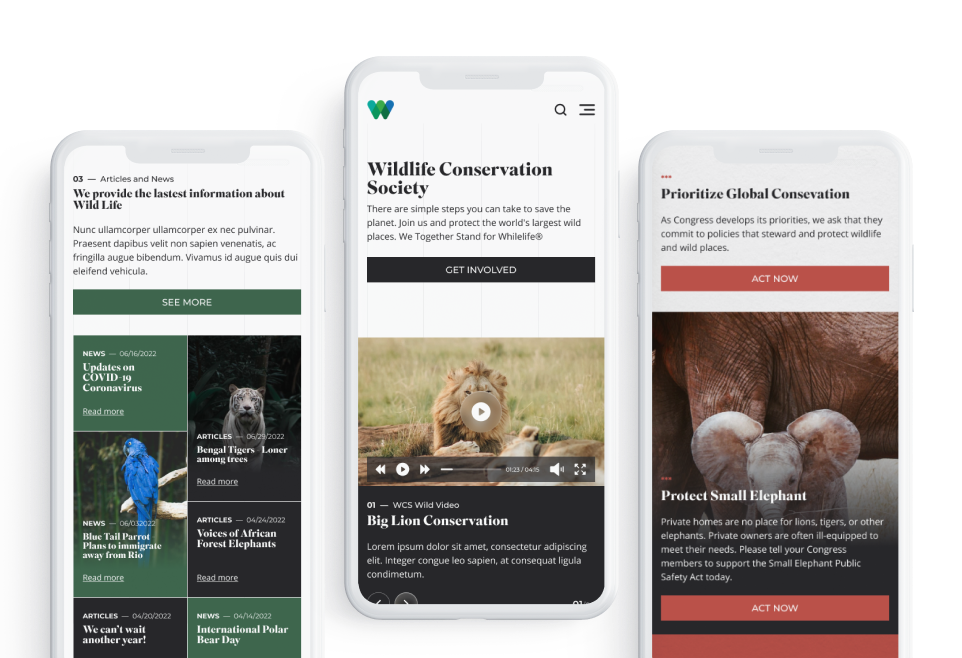 03 — Articles and News
We provide the lastest information about
Wild Life
Nunc ullamcorper ullamcorper ex nec pulvinar.
Praesent dapibus velit non sapien venenatis, ac
fringilla augue bibendum. Vivamus id augue quis dui
eleifend vehicula.
SEE MORE
NEWS — 06/16/2022
Updates on
COVID-19
Coronavirus
Read more
ARTICLES — 06/29/2022
Bengal Tigers - Loner
among trees
Read more
NEWS — 06/032022
Blue Tail Parrot
Plans to immigrate
away from Rio
Read more
ARTICLES — 04/24/2022
Voices of African
Forest Elephants
Read more
ARTICLES — 04/20/2022
We can't wait
another year!
NEWS — 04/14/2022
International Polar
Bear Day
Wildlife Conservation
Society
There are simple steps you can take to save the
planet. Join us and protect the world's largest wild
places. We Together Stand for Whilelife®
GET INVOLVED
01:23 / 04:15
01 — WCS Wild Video
Big Lion Conservation
Lorem ipsum dolor sit amet, consectetur adipiscing
elit. Integer congue leo sapien, at consequat ligula
condimetum.
01
Prioritize Global Consevation
As Congress develops its priorities, we ask that they
commit to policies that steward and protect wildlife
and wild places.
ACT NOW
Protect Small Elephant
Private homes are no place for lions, tigers, or other
elephants. Private owners are often ill-equipped to
meet their needs. Please tell your Congress
members to support the Small Elephant Public
Safety Act today.
ACT NOW